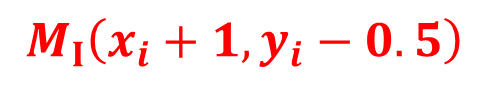 M_I(x_i + 1, y_i − 0.5)